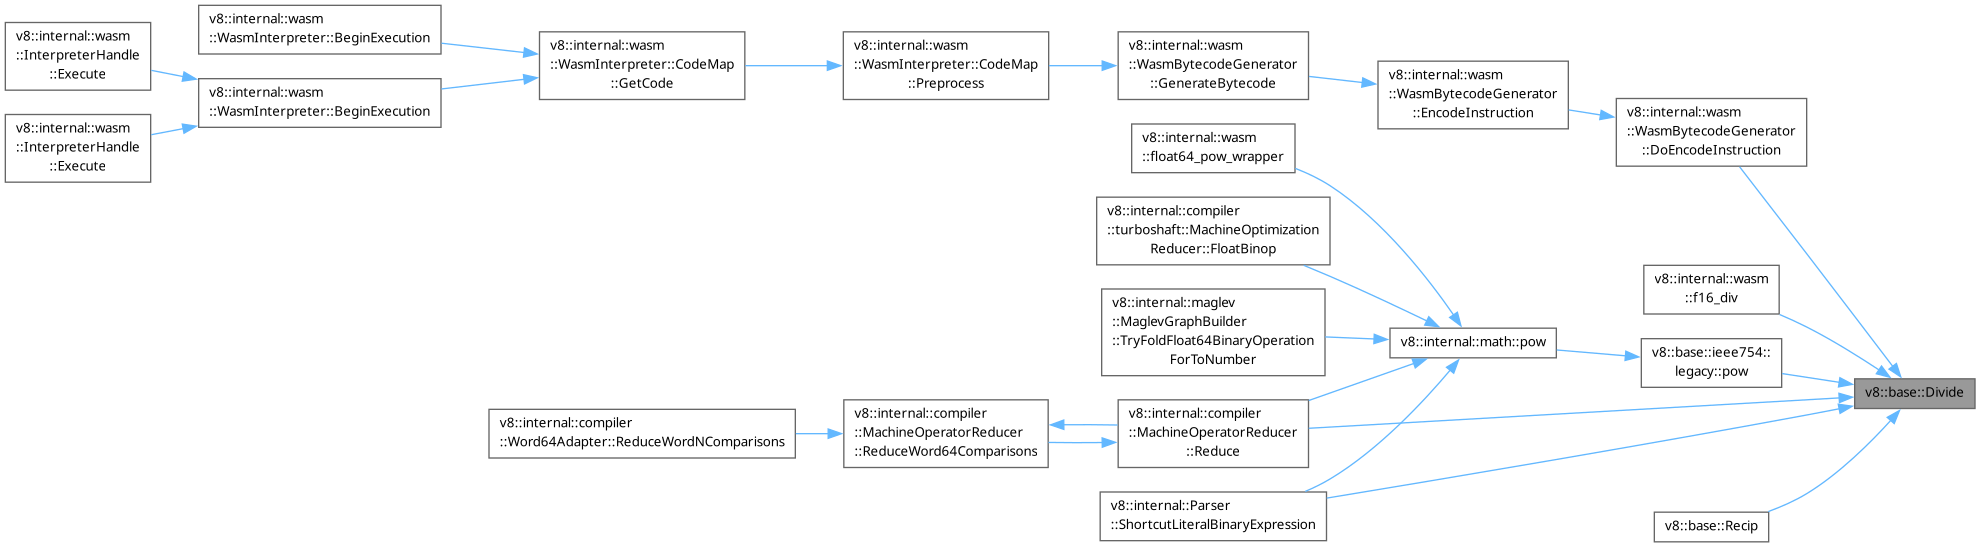 v8::internal::wasm
::InterpreterHandle
::Execute
v8::internal::wasm
::InterpreterHandle
::Execute
v8::internal::wasm
::WasmInterpreter::BeginExecution
v8::internal::wasm
::WasmInterpreter::BeginExecution
v8::internal::wasm
::WasmInterpreter::CodeMap
::GetCode
v8::internal::wasm
::WasmInterpreter::CodeMap
::Preprocess
v8::internal::wasm
::WasmBytecodeGenerator
::GenerateBytecode
v8::internal::wasm
::WasmBytecodeGenerator
::EncodeInstruction
v8::internal::wasm
::WasmBytecodeGenerator
::DoEncodeInstruction
v8::internal::wasm
::float64_pow_wrapper
v8::internal::compiler
::turboshaft::MachineOptimization
Reducer::FloatBinop
v8::internal::maglev
::MaglevGraphBuilder
::TryFoldFloat64BinaryOperation
ForToNumber
v8::internal::math::pow
v8::internal::wasm
::f16_div
v8::base::ieee754::
legacy::pow
v8::base::Divide
v8::internal::compiler
::Word64Adapter::ReduceWordNComparisons
v8::internal::compiler
::MachineOperatorReducer
::ReduceWord64Comparisons
v8::internal::compiler
::MachineOperatorReducer
::Reduce
v8::internal::Parser
::ShortcutLiteralBinaryExpression
v8::base::Recip